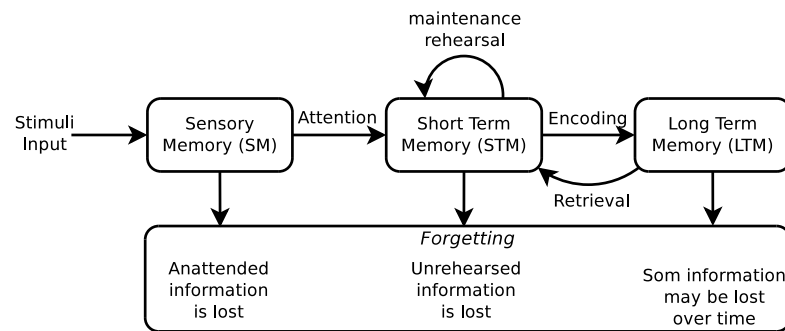 maintenance
rehearsal
Stimuli
Input
Sensory
Memory (SM)
Attention
Short Term
Memory (STM)
Encoding
Long Term
Memory (LTM)
Retrieval
Forgetting
Anattended
information
is lost
Unrehearsed
information
is lost
Som information
may be lost
over time